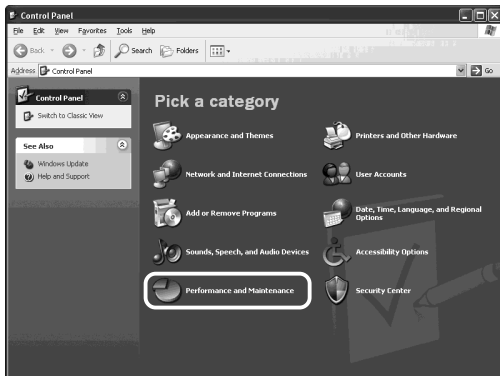 Control Panel
File Edit View Favorites Tools Help
Back Search Folders
Address Control Panel Go
Control Panel
Switch to Classic View
See Also
Windows Update
Help and Support
Pick a category
Appearance and Themes
Printers and Other Hardware
Network and Internet Connections
User Accounts
Add or Remove Programs
Date, Time, Language, and Regional
Options
Sounds, Speech, and Audio Devices
Accessibility Options
Performance and Maintenance
Security Center